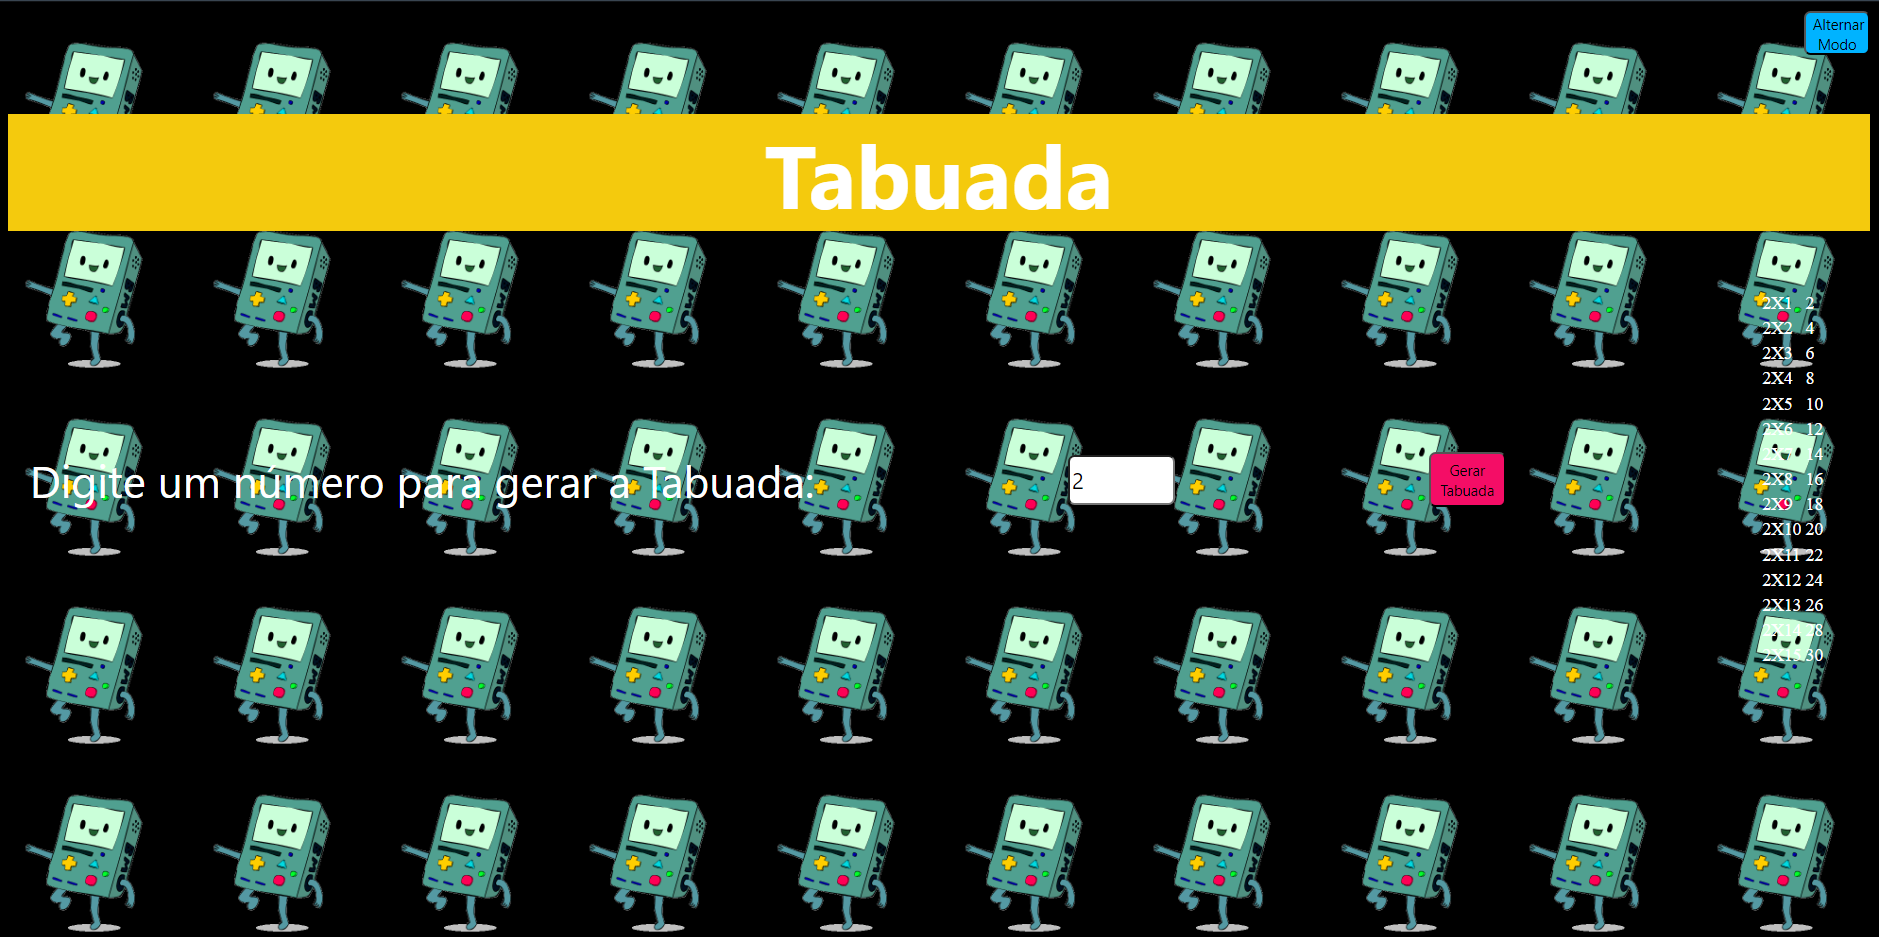 Alternar
Modo
Tabuada
Digite um número para gerar a Tabuada:
2
Gerar
Tabuada
2X1 2
2X2 4
2X3 6
2X4 8
2X5 10
2X6 12
2X7 14
2X8 16
2X9 18
2X10 20
2X11 22
2X12 24
2X13 26
2X14 28
2X15 30